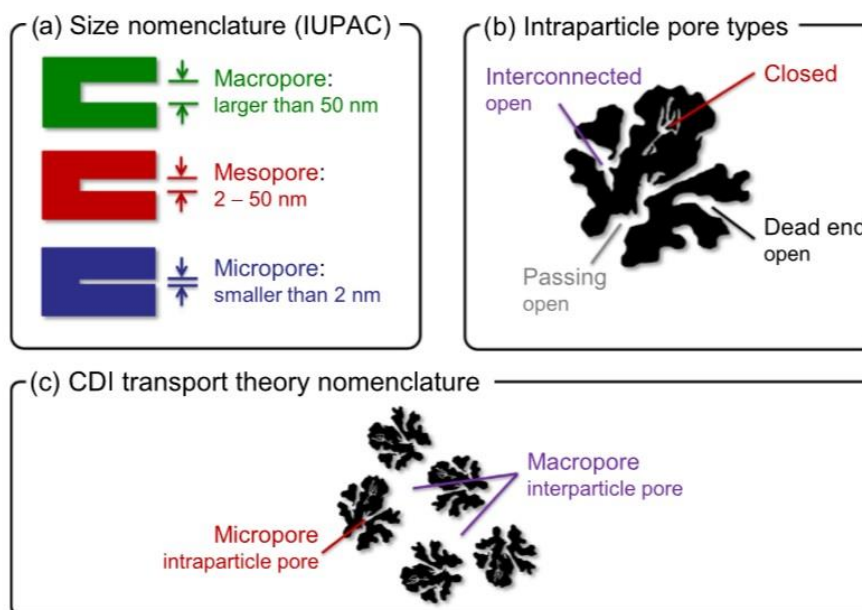 (a) Size nomenclature (IUPAC)
Macropore:
larger than 50 nm
Mesopore:
2 – 50 nm
Micropore:
smaller than 2 nm
(b) Intraparticle pore types
Interconnected
open
Closed
Dead end
open
Passing
open
(c) CDI transport theory nomenclature
Macropore
interparticle pore
Micropore
intraparticle pore